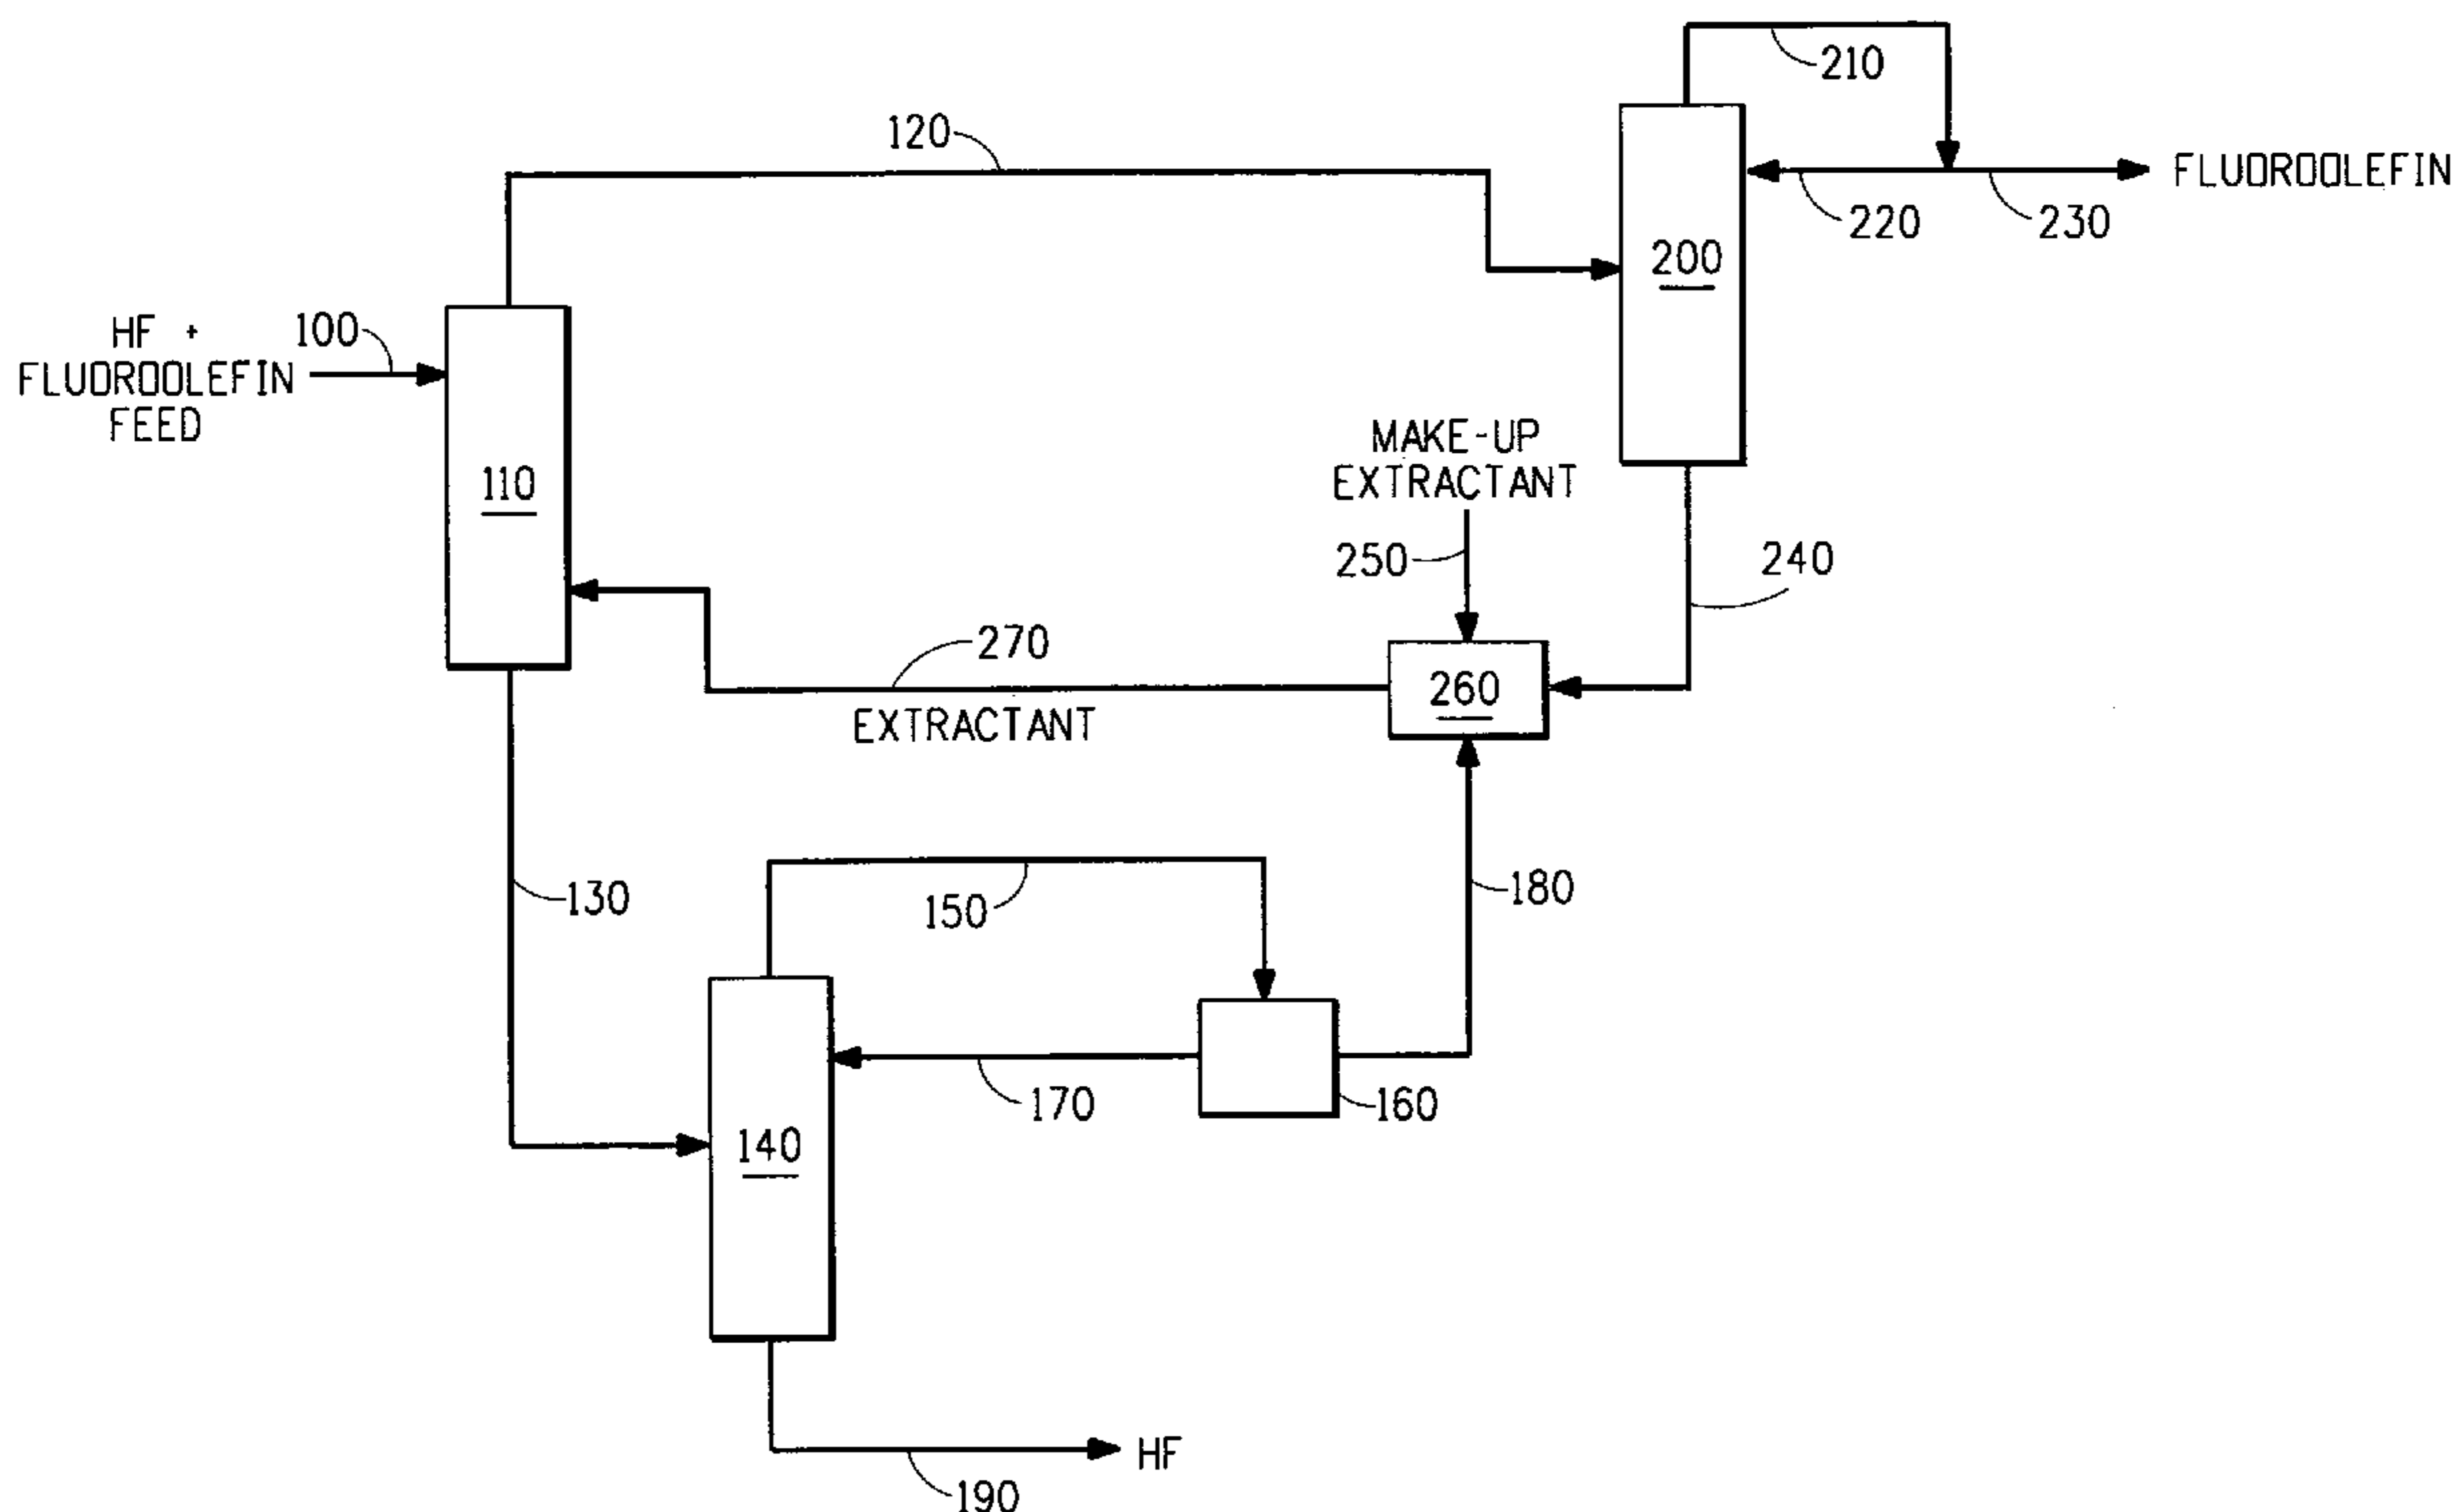 210
120
FLUOROOLEFIN
220
230
200
HF +
FLUOROOLEFIN
FEED
100
110
MAKE-UP
EXTRACTANT
250
240
270
260
EXTRACTANT
130
150
180
170
160
140
HF
190